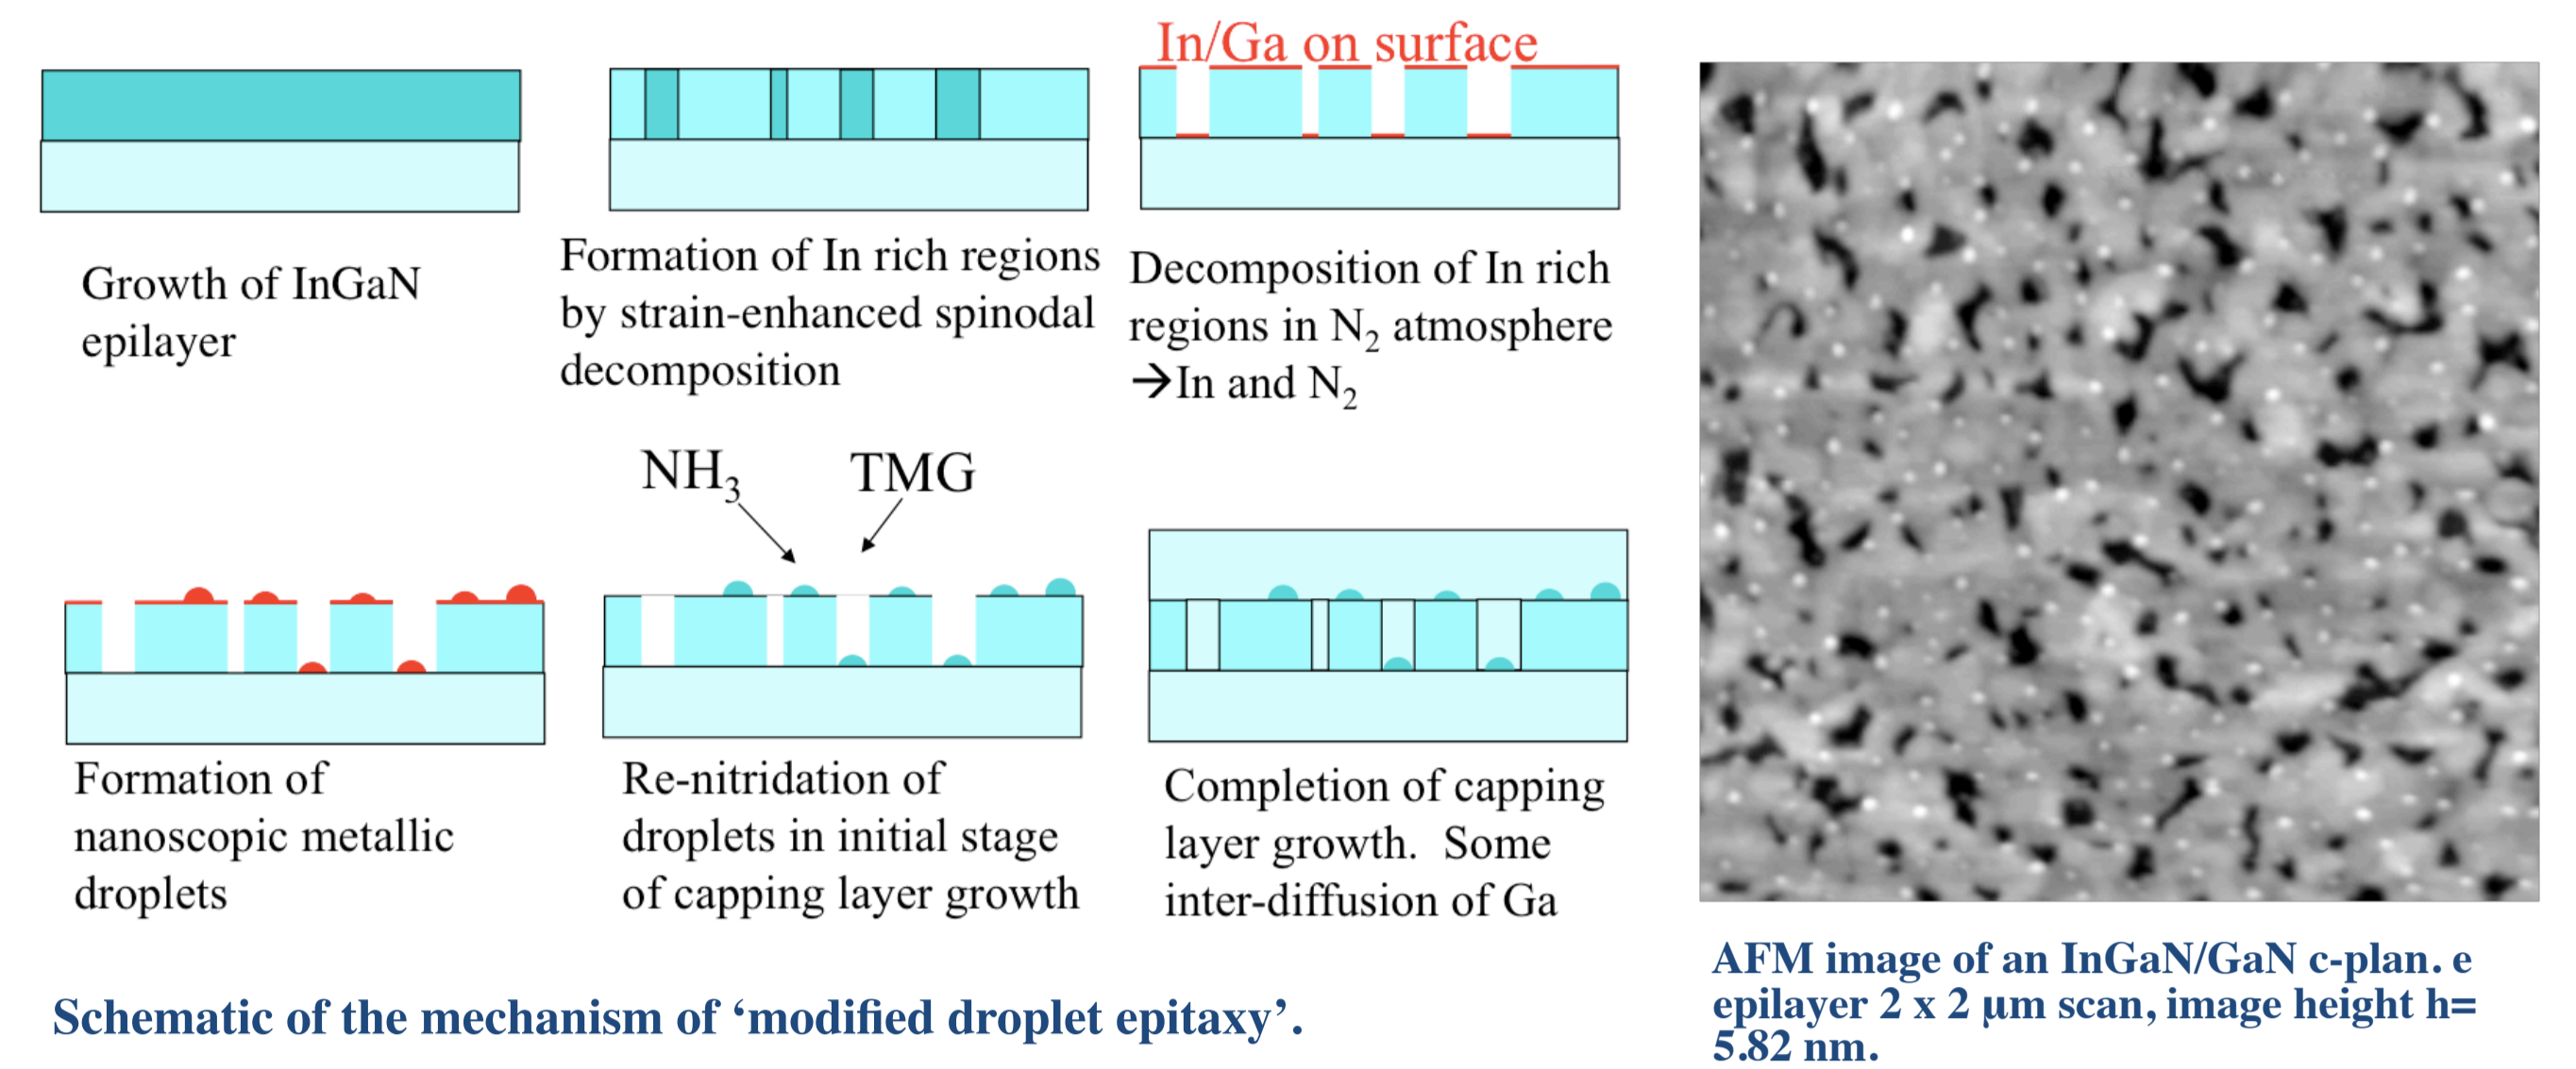 In/Ga on surface
Growth of InGaN
epilayer
Formation of In rich regions
by strain-enhanced spinodal
decomposition
Decomposition of In rich
regions in N₂ atmosphere
→In and N₂
NH₃
TMG
Formation of
nanoscopic metallic
droplets
Re-nitridation of
droplets in initial stage
of capping layer growth
Completion of capping
layer growth. Some
inter-diffusion of Ga
Schematic of the mechanism of ‘modified droplet epitaxy’.
AFM image of an InGaN/GaN c-plan. e
epilayer 2 x 2 μm scan, image height h=
5.82 nm.